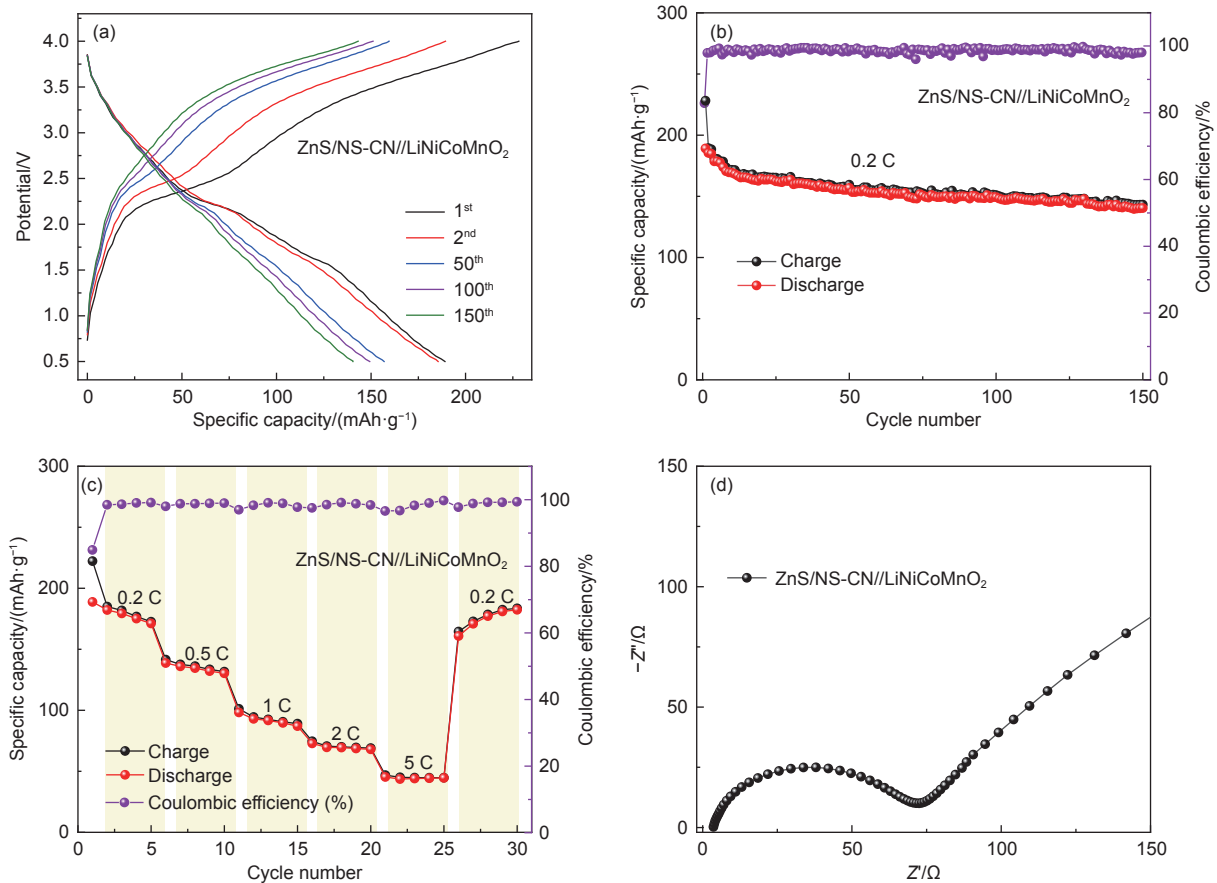 (a)
4.0
3.5
3.0
2.5
2.0
1.5
1.0
0.5
Potential/V
ZnS/NS-CN//LiNiCoMnO₂
1ˢᵗ
2ⁿᵈ
50ᵗʰ
100ᵗʰ
150ᵗʰ
0 50 100 150 200
Specific capacity/(mAh·g⁻¹)
(b)
300
200
100
0
Specific capacity/(mAh·g⁻¹)
ZnS/NS-CN//LiNiCoMnO₂
0.2 C
Charge
Discharge
100
80
60
40
20
0
Coulombic efficiency/%
0 50 100 150
Cycle number
(c)
300
200
100
0
Specific capacity/(mAh·g⁻¹)
ZnS/NS-CN//LiNiCoMnO₂
0.2 C
0.5 C
1 C
2 C
5 C
0.2 C
Charge
Discharge
Coulombic efficiency (%)
100
80
60
40
20
0
Coulombic efficiency/%
0 5 10 15 20 25 30
Cycle number
(d)
150
100
50
0
−Z″/Ω
ZnS/NS-CN//LiNiCoMnO₂
0 50 100 150
Z′/Ω